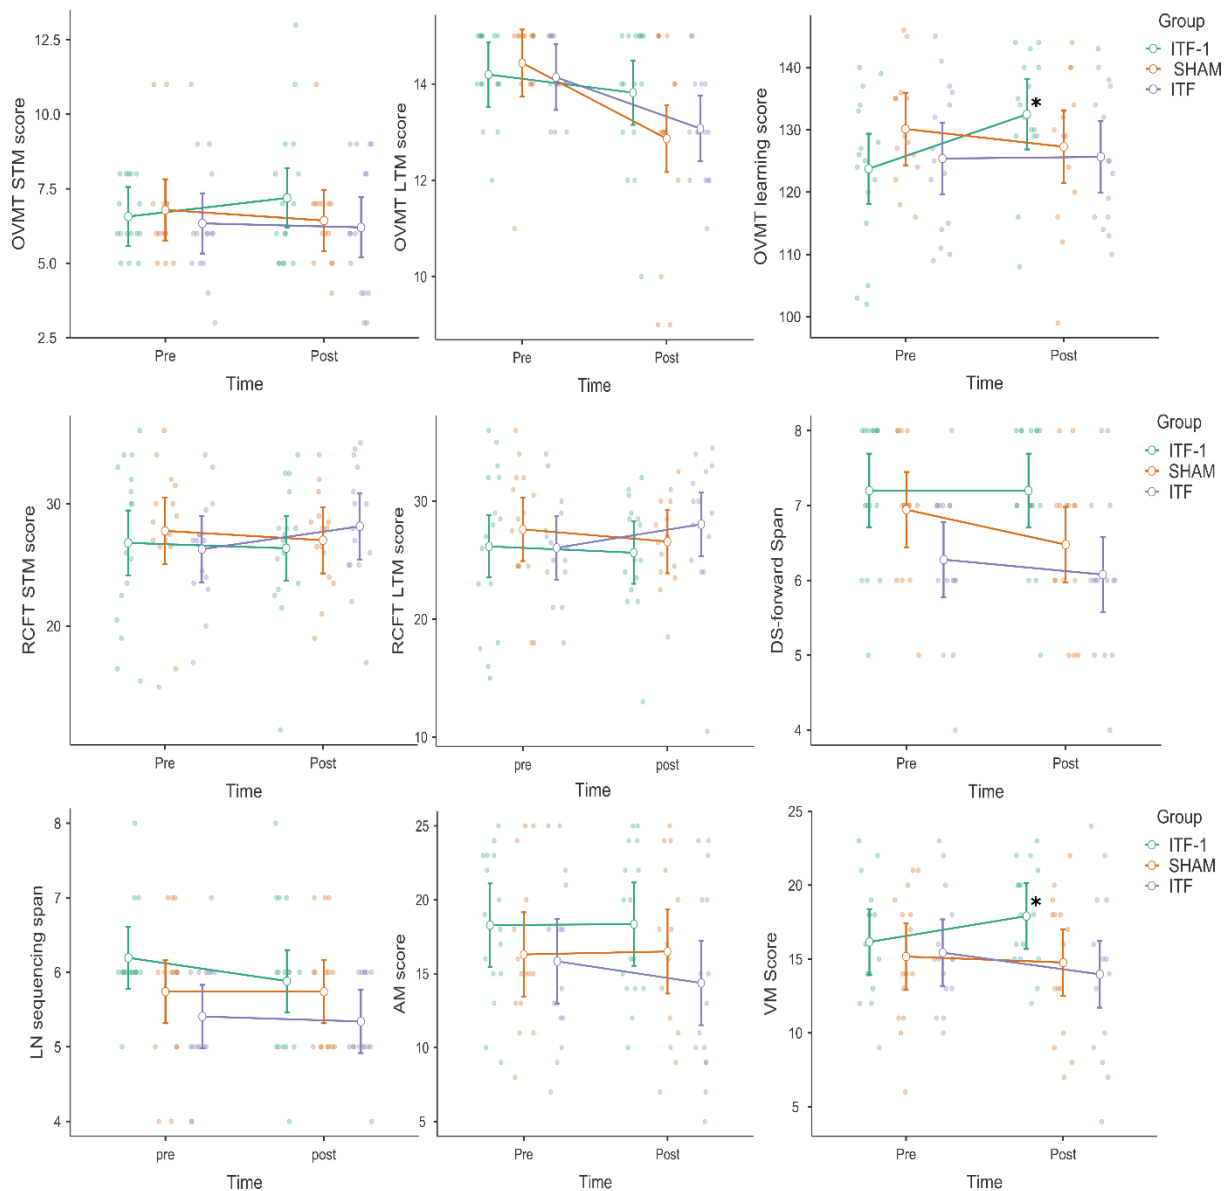 OVMT STM score
12.5
10.0
7.5
5.0
2.5
Pre
Post
Time
OVMT LTM score
14
12
10
Pre
Post
Time
OVMT learning score
140
130
120
110
100
*
Pre
Post
Time
Group
ITF-1
SHAM
ITF
RCFT STM score
30
20
Pre
Post
Time
RCFT LTM score
30
20
10
pre
post
Time
DS-forward Span
8
7
6
5
4
Pre
Post
Time
Group
ITF-1
SHAM
ITF
LN sequencing span
8
7
6
5
4
pre
post
Time
AM score
25
20
15
10
5
Pre
Post
Time
VM Score
25
20
15
10
5
*
Pre
Post
Time
Group
ITF-1
SHAM
ITF